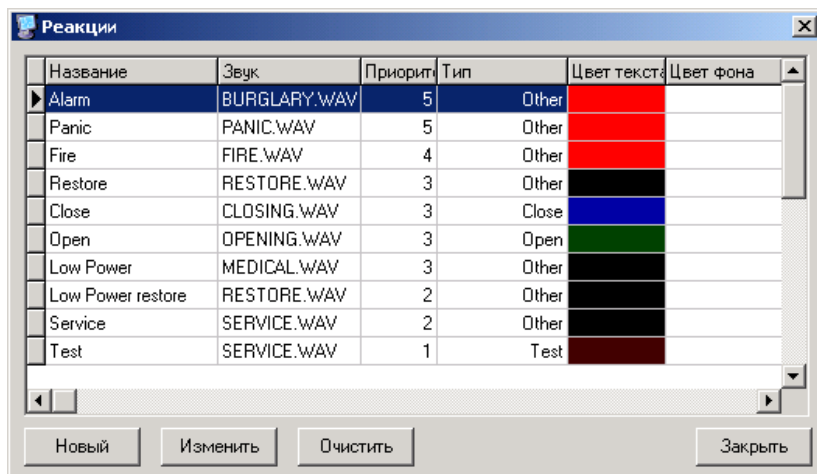 Реакции
Название Звук Приорит Тип Цвет текста Цвет фона
Alarm BURGLARY.WAV 5 Other
Panic PANIC.WAV 5 Other
Fire FIRE.WAV 4 Other
Restore RESTORE.WAV 3 Other
Close CLOSING.WAV 3 Close
Open OPENING.WAV 3 Open
Low Power MEDICAL.WAV 3 Other
Low Power restore RESTORE.WAV 2 Other
Service SERVICE.WAV 2 Other
Test SERVICE.WAV 1 Test
Новый Изменить Очистить Закрыть